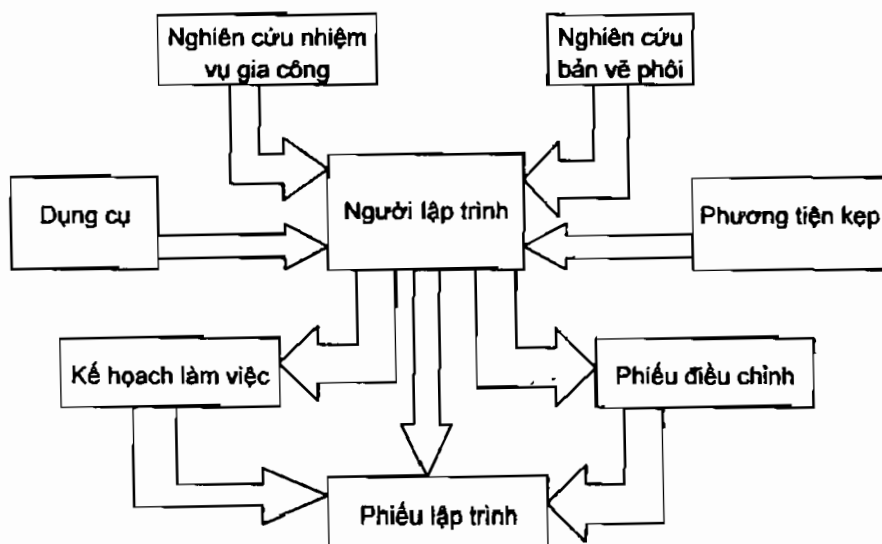 Nghiên cứu nhiệm
vụ gia công
Nghiên cứu
bản vẽ phôi
Người lập trình
Dụng cụ
Phương tiện kẹp
Kế hoạch làm việc
Phiếu điều chỉnh
Phiếu lập trình